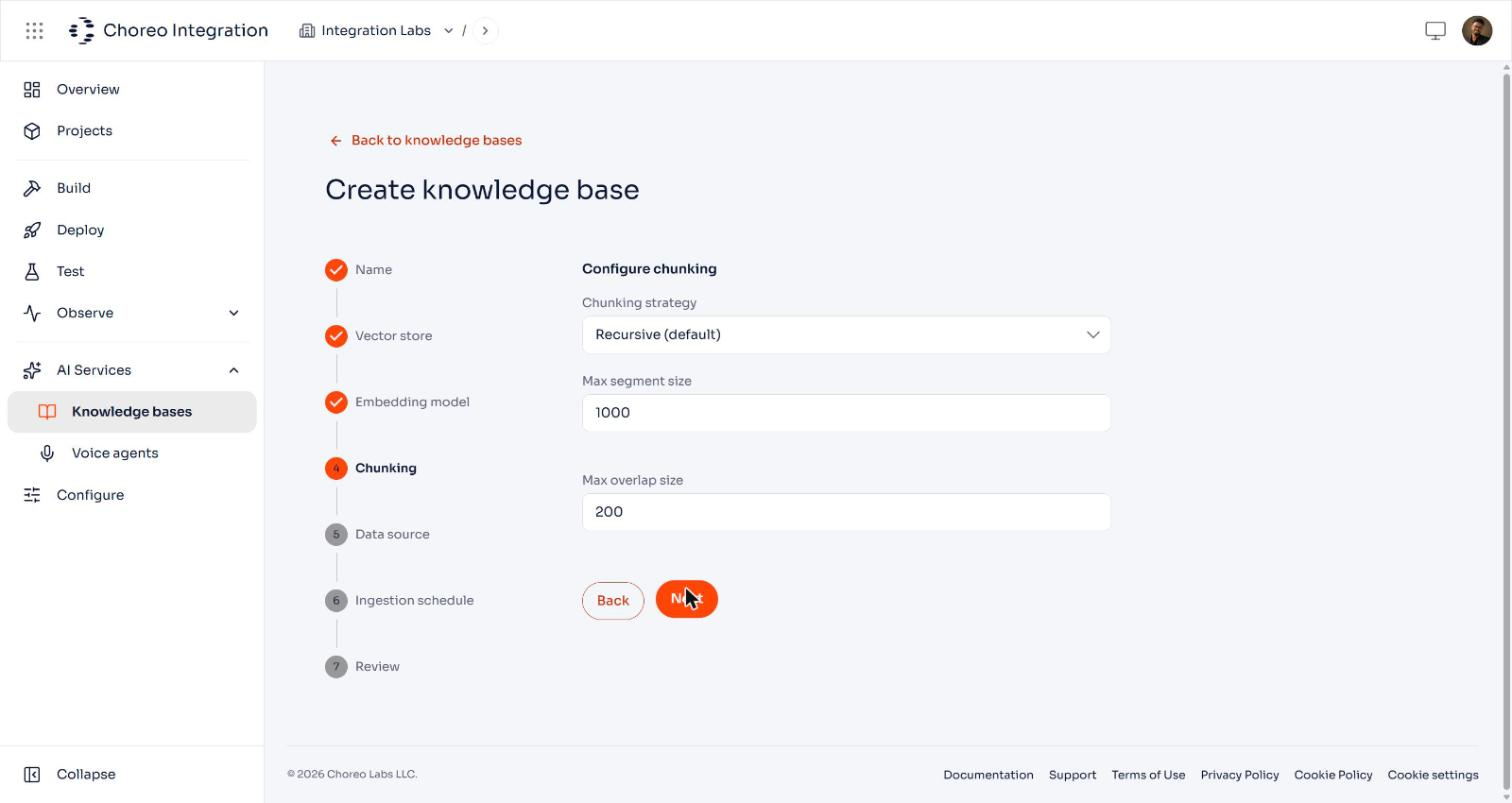 Choreo Integration
Integration Labs /
Overview
Projects
Build
Deploy
Test
Observe
AI Services
Knowledge bases
Voice agents
Configure
Collapse
Back to knowledge bases
Create knowledge base
Name
Vector store
Embedding model
4 Chunking
5 Data source
6 Ingestion schedule
7 Review
Configure chunking
Chunking strategy
Recursive (default)
Max segment size
1000
Max overlap size
200
Back
© 2026 Choreo Labs LLC.
Documentation Support Terms of Use Privacy Policy Cookie Policy Cookie settings